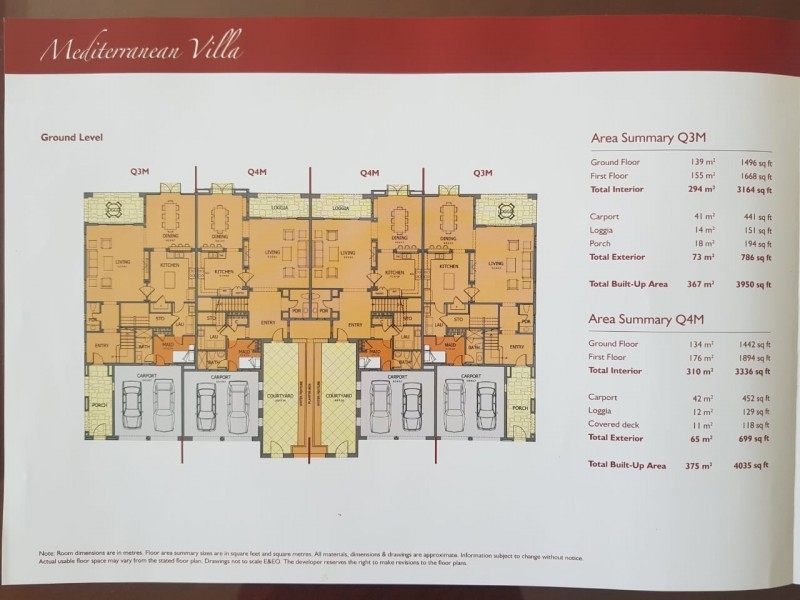 Mediterranean Villa
Ground Level
Q3M Q4M Q4M Q3M
LOGGIA LOGGIA LOGGIA LOGGIA
DINING DINING DINING DINING
LIVING LIVING LIVING LIVING
KITCHEN KITCHEN KITCHEN KITCHEN
STO STO STO STO
PDR PDR PDR PDR
LAU LAU LAU LAU
ENTRY ENTRY ENTRY ENTRY
MAID MAID MAID MAID
BATH BATH BATH BATH
CARPORT CARPORT CARPORT CARPORT
PORCH COURTYARD COURTYARD PORCH
Area Summary Q3M
Ground Floor 139 m² 1496 sq ft
First Floor 155 m² 1668 sq ft
Total Interior 294 m² 3164 sq ft
Carport 41 m² 441 sq ft
Loggia 14 m² 151 sq ft
Porch 18 m² 194 sq ft
Total Exterior 73 m² 786 sq ft
Total Built-Up Area 367 m² 3950 sq ft
Area Summary Q4M
Ground Floor 134 m² 1442 sq ft
First Floor 176 m² 1894 sq ft
Total Interior 310 m² 3336 sq ft
Carport 42 m² 452 sq ft
Loggia 12 m² 129 sq ft
Covered deck 11 m² 118 sq ft
Total Exterior 65 m² 699 sq ft
Total Built-Up Area 375 m² 4035 sq ft
Note: Room dimensions are in metres. Floor area summary sizes are in square feet and square metres. All materials, dimensions & drawings are approximate. Information subject to change without notice.
Actual usable floor space may vary from the stated floor plan. Drawings not to scale E&EO. The developer reserves the right to make revisions to the floor plans.